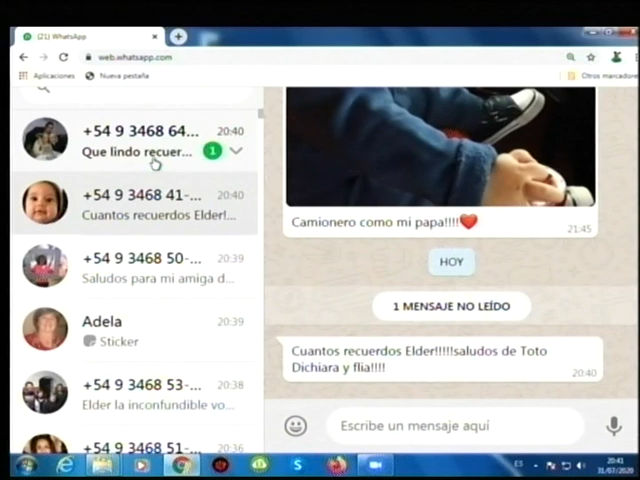 (21) WhatsApp
web.whatsapp.com
Aplicaciones
Nueva pestaña
Otros marcador
+54 9 3468 64... 20:40
Que lindo recuer... 1
+54 9 3468 41-... 20:40
Cuantos recuerdos Elder!...
+54 9 3468 50-... 20:39
Saludos para mi amiga d...
Adela 20:39
Sticker
+54 9 3468 53-... 20:38
Elder la inconfundible vo...
+54 9 3468 51-... 20:36
Camionero como mi papa!!!!❤
21:45
HOY
1 MENSAJE NO LEÍDO
Cuantos recuerdos Elder!!!!!saludos de Toto
Dichiara y flia!!!!
20:40
Escribe un mensaje aquí
ES
20:41
31/07/2020